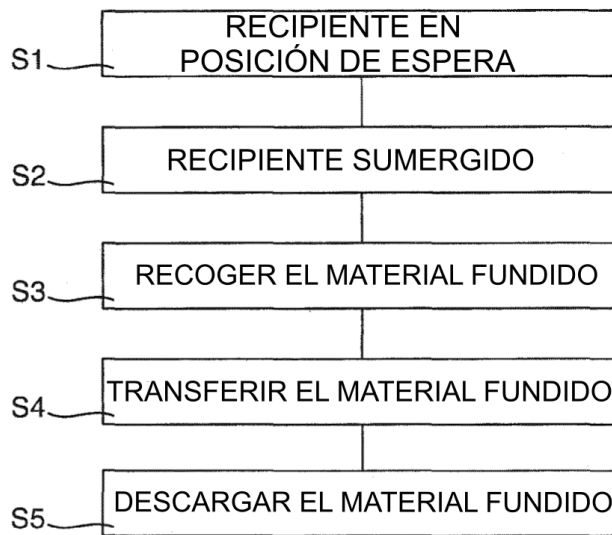 RECIPIENTE EN
S1 POSICIÓN DE ESPERA
S2 RECIPIENTE SUMERGIDO
S3 RECOGER EL MATERIAL FUNDIDO
S4 TRANSFERIR EL MATERIAL FUNDIDO
S5 DESCARGAR EL MATERIAL FUNDIDO